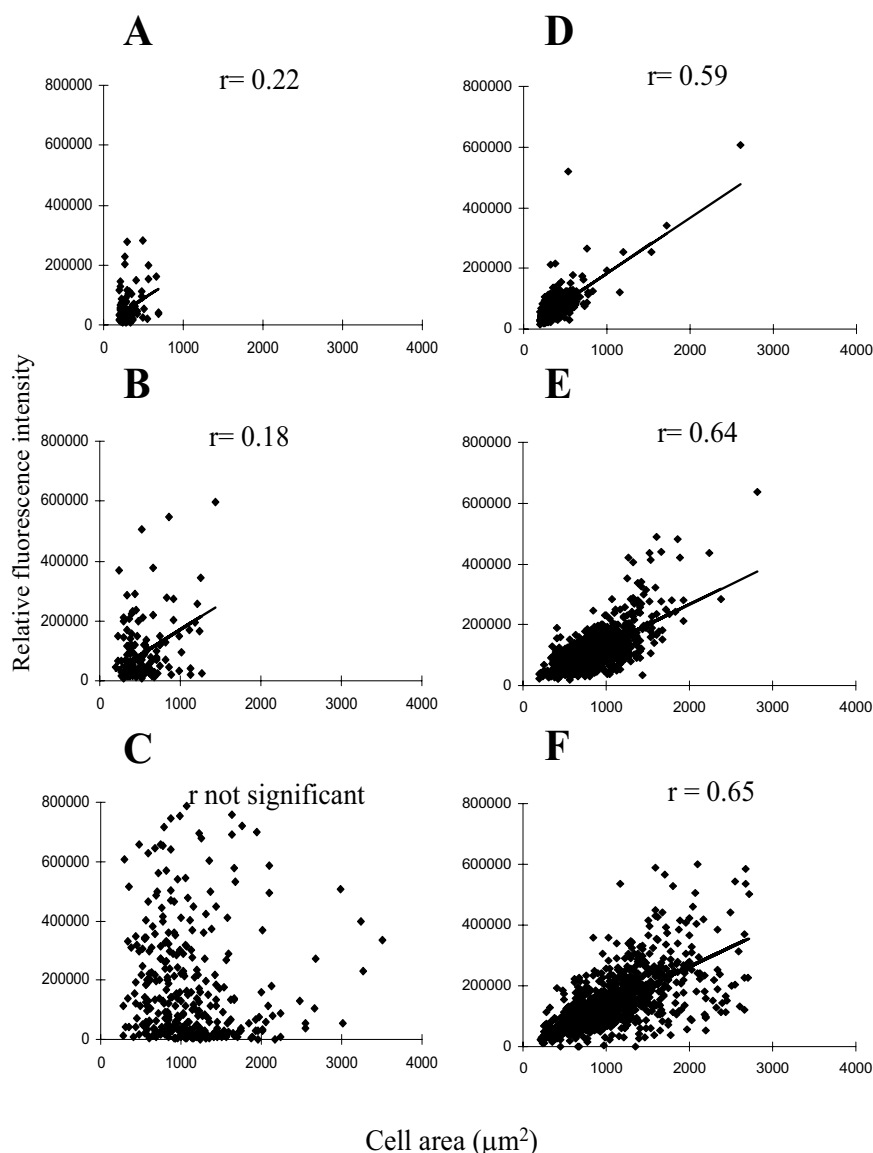 A
r= 0.22
800000
600000
400000
200000
0
0 1000 2000 3000 4000
D
r= 0.59
800000
600000
400000
200000
0
0 1000 2000 3000 4000
B
r= 0.18
800000
600000
400000
200000
0
0 1000 2000 3000 4000
E
r= 0.64
800000
600000
400000
200000
0
0 1000 2000 3000 4000
C
r not significant
800000
600000
400000
200000
0
0 1000 2000 3000 4000
F
r = 0.65
800000
600000
400000
200000
0
0 1000 2000 3000 4000
Relative fluorescence intensity
Cell area (μm²)